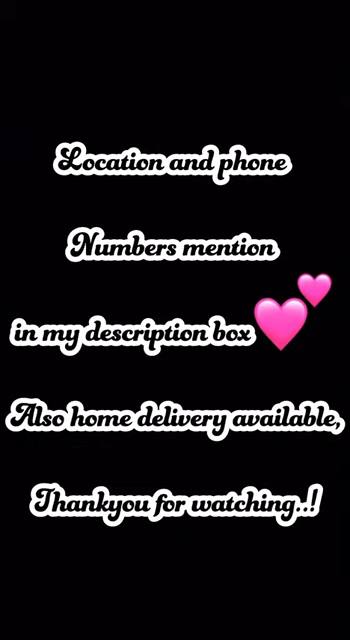 Location and phone
Numbers mention
in my description box 💕
Also home delivery available,
Thankyou for watching..!